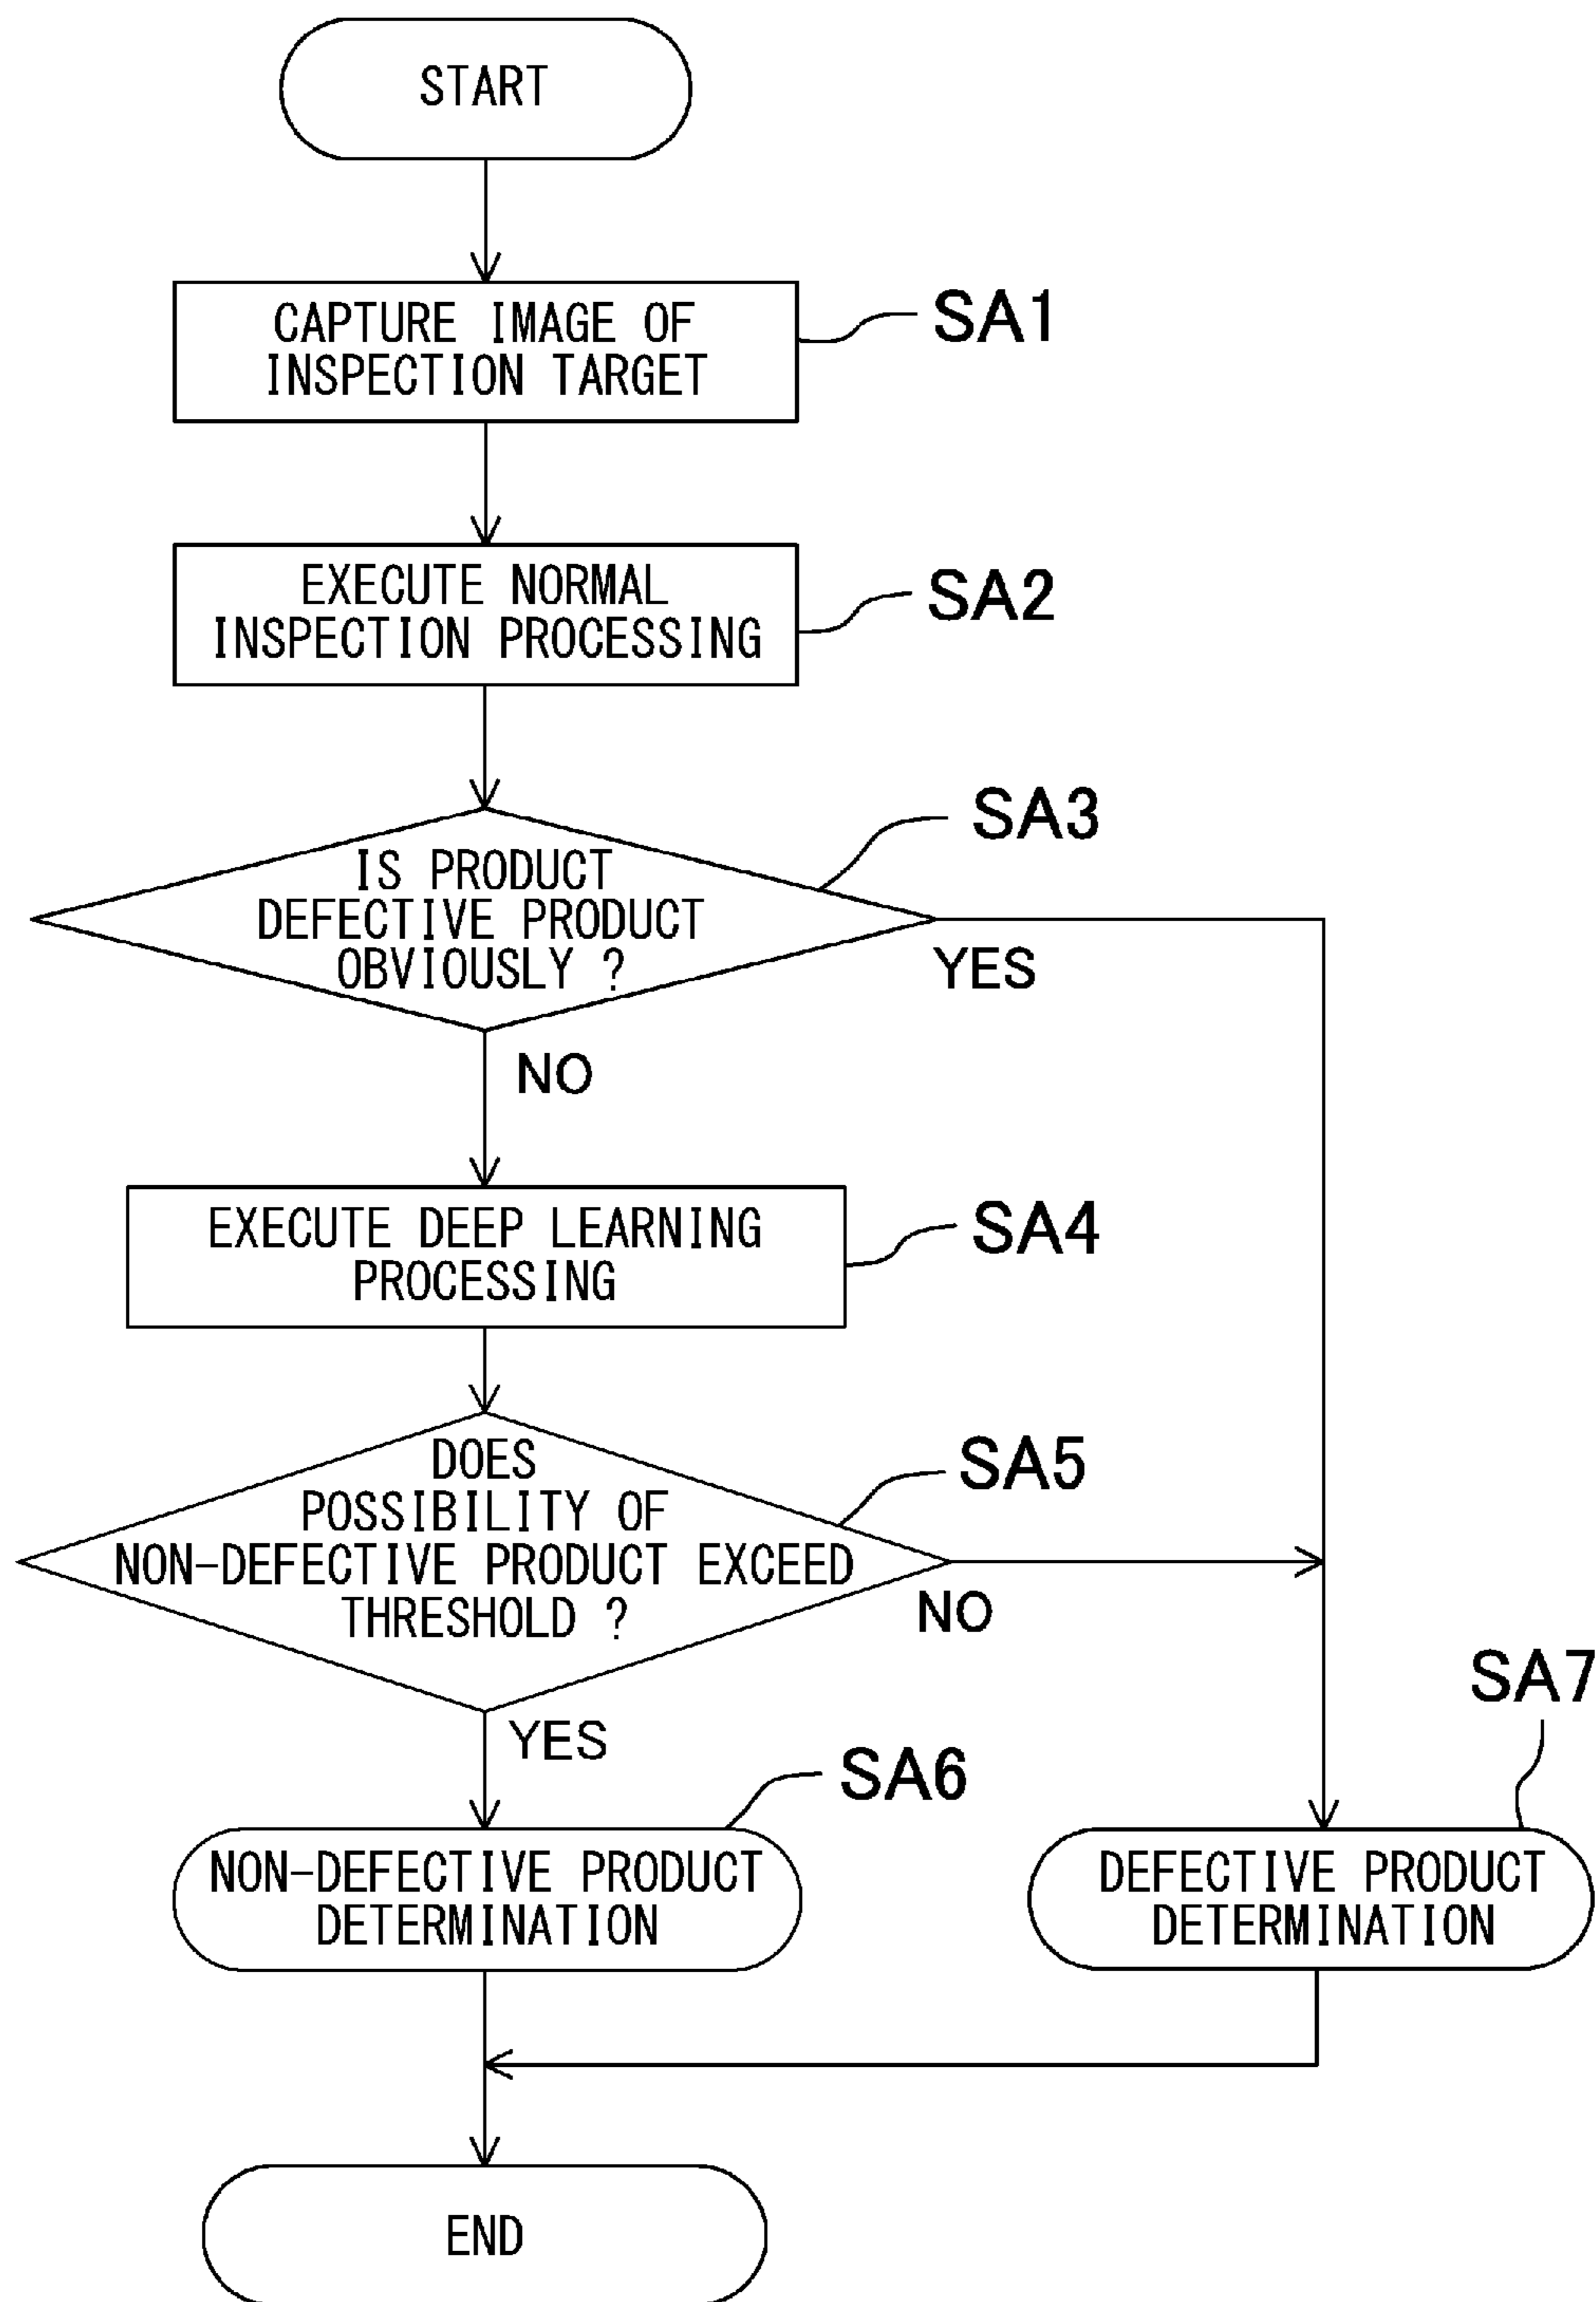 START
CAPTURE IMAGE OF
INSPECTION TARGET
SA1
EXECUTE NORMAL
INSPECTION PROCESSING
SA2
IS PRODUCT
DEFECTIVE PRODUCT
OBVIOUSLY ?
SA3
YES
NO
EXECUTE DEEP LEARNING
PROCESSING
SA4
DOES
POSSIBILITY OF
NON-DEFECTIVE PRODUCT EXCEED
THRESHOLD ?
SA5
NO
YES
SA6
NON-DEFECTIVE PRODUCT
DETERMINATION
SA7
DEFECTIVE PRODUCT
DETERMINATION
END